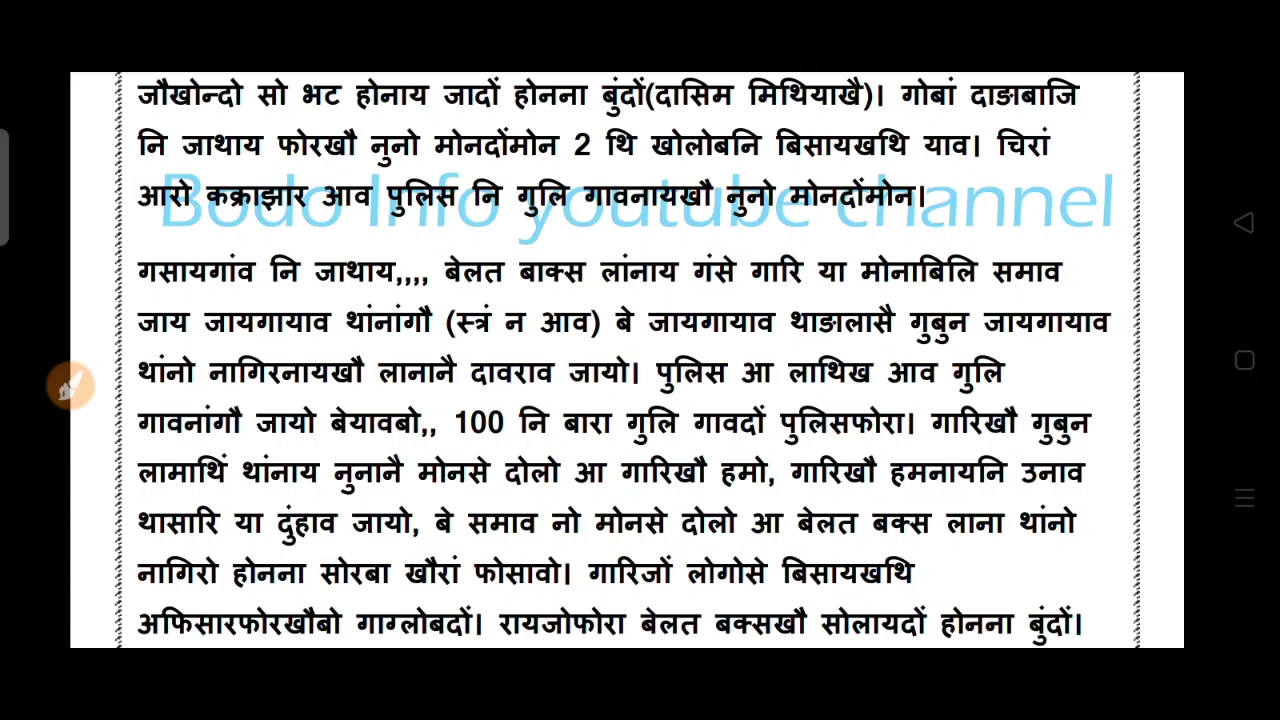 जौखोन्दो सो भट होनाय जादों होनना बुंदों(दासिम मिथियाखै)। गोबां दाङाबाजि
नि जाथाय फोरखौ नुनो मोनदोंमोन 2 थि खोलोबनि बिसायखथि याव। चिरां
आरो कक्राझार आव पुलिस नि गुलि गावनायखौ नुनो मोनदोंमोन।
Bodo Info youtube channel
गसायगांव नि जाथाय,,,, बेलत बाक्स लांनाय गंसे गारि या मोनाबिलि समाव
जाय जायगायाव थांनांगौ (स्त्रं न आव) बे जायगायाव थाङालासै गुबुन जायगायाव
थांनो नागिरनायखौ लानानै दावराव जायो। पुलिस आ लाथिख आव गुलि
गावनांगौ जायो बेयावबो,, 100 नि बारा गुलि गावदों पुलिसफोरा। गारिखौ गुबुन
लामाथिं थांनाय नुनानै मोनसे दोलो आ गारिखौ हमो, गारिखौ हमनायनि उनाव
थासारि या दुंहाव जायो, बे समाव नो मोनसे दोलो आ बेलत बक्स लाना थांनो
नागिरो होनना सोरबा खौरां फोसावो। गारिजों लोगोसे बिसायखथि
अफिसारफोरखौबो गाग्लोबदों। रायजोफोरा बेलत बक्सखौ सोलायदों होनना बुंदों।